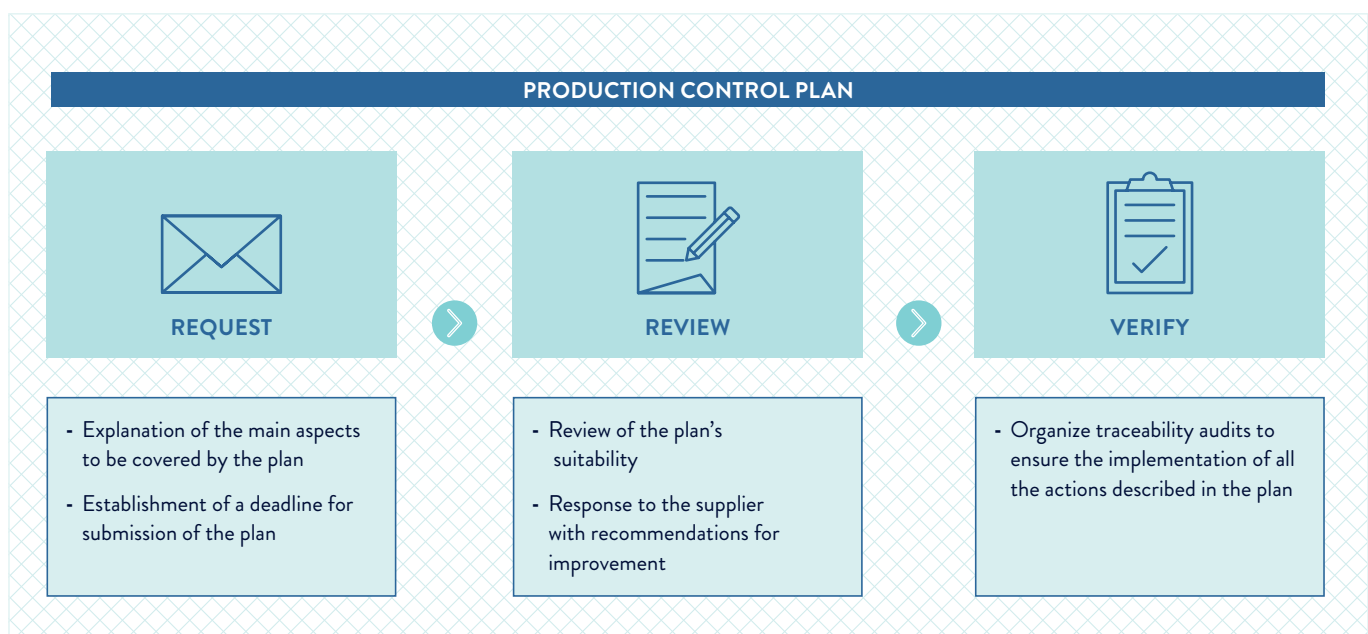 PRODUCTION CONTROL PLAN
REQUEST
- Explanation of the main aspects
to be covered by the plan
- Establishment of a deadline for
submission of the plan
REVIEW
- Review of the plan's
suitability
- Response to the supplier
with recommendations for
improvement
VERIFY
- Organize traceability audits to
ensure the implementation of all
the actions described in the plan